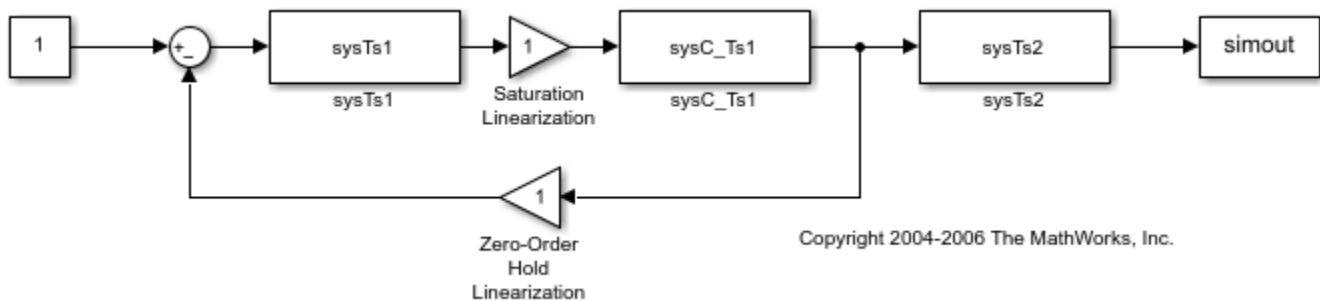 1
+
−
sysTs1
1
sysC_Ts1
sysTs2
simout
sysTs1
Saturation
Linearization
sysC_Ts1
sysTs2
1
Zero-Order
Hold
Linearization
Copyright 2004-2006 The MathWorks, Inc.